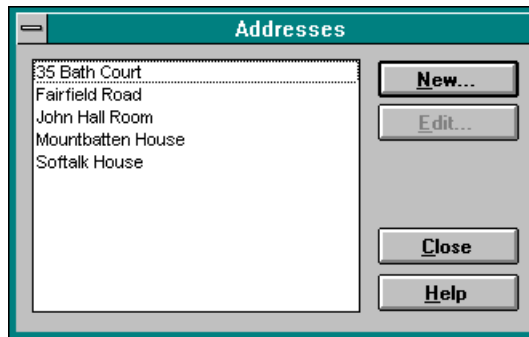 Addresses
35 Bath Court
Fairfield Road
John Hall Room
Mountbatten House
Softalk House
New...
Edit...
Close
Help